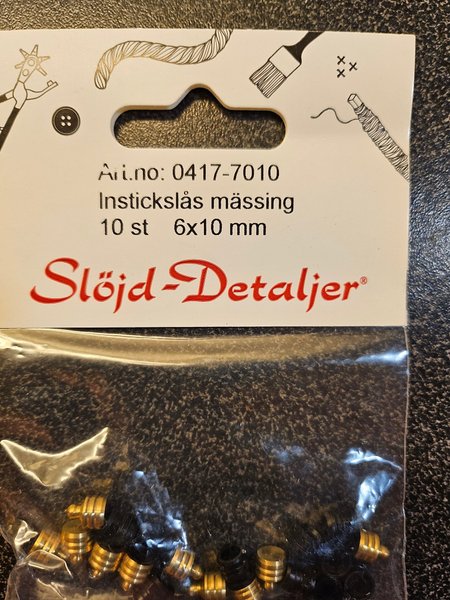 Art.no: 0417-7010
Instickslås mässing
10 st 6x10 mm
Slöjd-Detaljer®